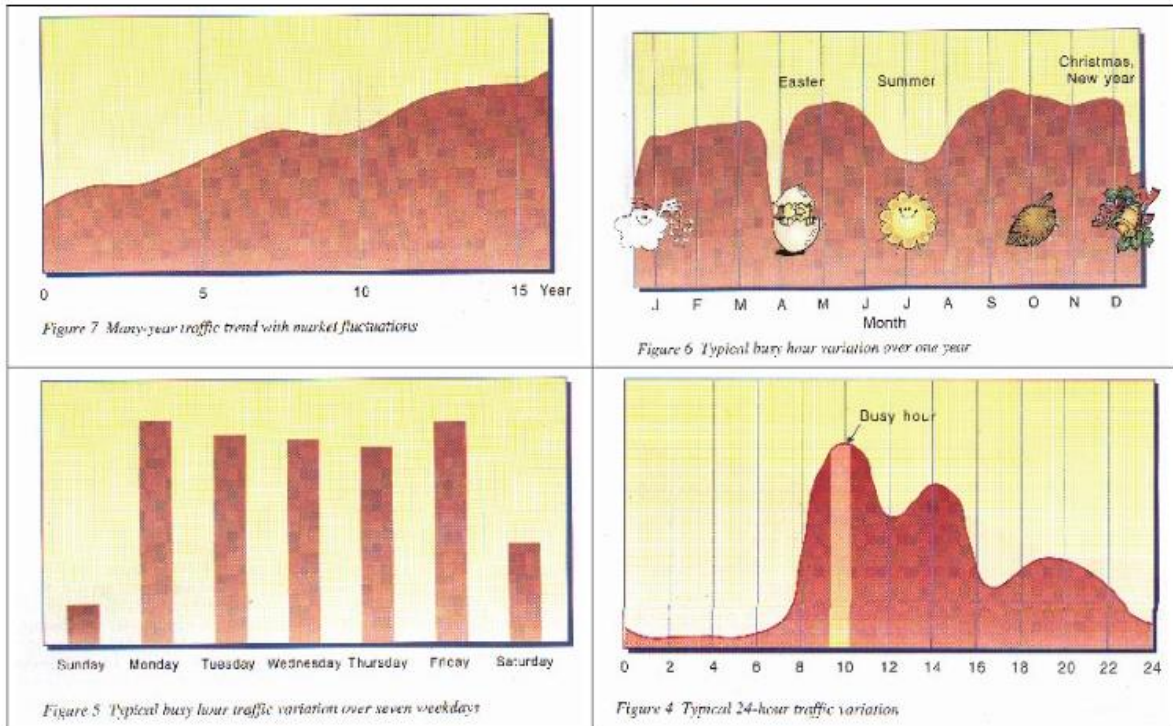 0 5 10 15 Year
Figure 7 Many-year traffic trend with market fluctuations
Easter Summer Christmas,
New year
J F M A M J J A S O N D
Month
Figure 6 Typical busy hour variation over one year
Sunday Monday Tuesday Wednesday Thursday Friday Saturday
Figure 5 Typical busy hour traffic variation over seven weekdays
Busy hour
0 2 4 6 8 10 12 14 16 18 20 22 24
Figure 4 Typical 24-hour traffic variation